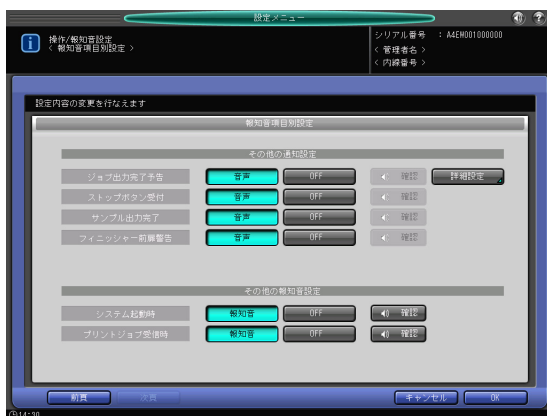 設定メニュー
操作/報知音設定
< 報知音項目別設定 >
シリアル番号 : A4EW001000000
< 管理者名 >
< 内線番号 >
設定内容の変更を行なえます
報知音項目別設定
その他の通知設定
ジョブ出力完了予告 音声 OFF 確認 詳細設定
ストップボタン受付 音声 OFF 確認
サンプル出力完了 音声 OFF 確認
フィニッシャー前扉警告 音声 OFF 確認
その他の報知音設定
システム起動時 報知音 OFF 確認
プリントジョブ受信時 報知音 OFF 確認
前頁 次頁 キャンセル OK
14:30